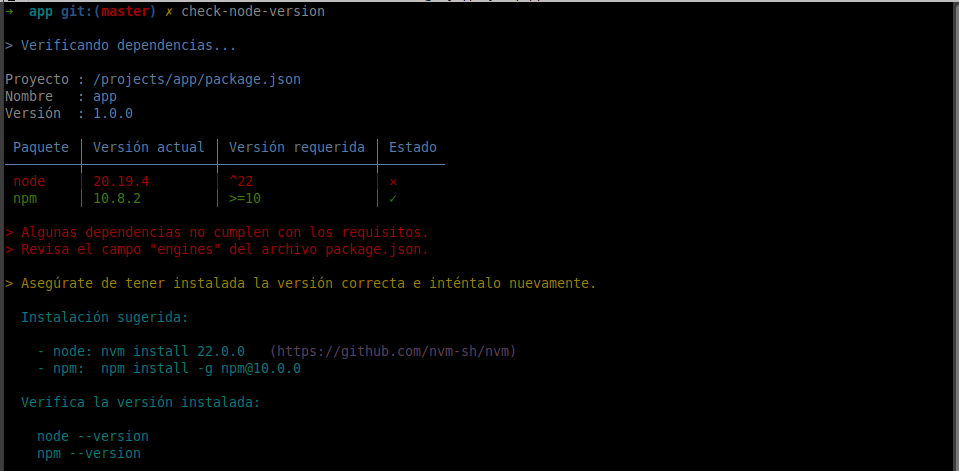 ➜  app git:(master) ✗ check-node-version
> Verificando dependencias...
Proyecto : /projects/app/package.json
Nombre   : app
Versión  : 1.0.0
Paquete │ Versión actual │ Versión requerida │ Estado
node │ 20.19.4 │ ^22 │ ✕
npm │ 10.8.2 │ >=10 │ ✓
> Algunas dependencias no cumplen con los requisitos.
> Revisa el campo "engines" del archivo package.json.
> Asegúrate de tener instalada la versión correcta e inténtalo nuevamente.
Instalación sugerida:
- node: nvm install 22.0.0   (https://github.com/nvm-sh/nvm)
- npm:  npm install -g npm@10.0.0
Verifica la versión instalada:
node --version
npm --version